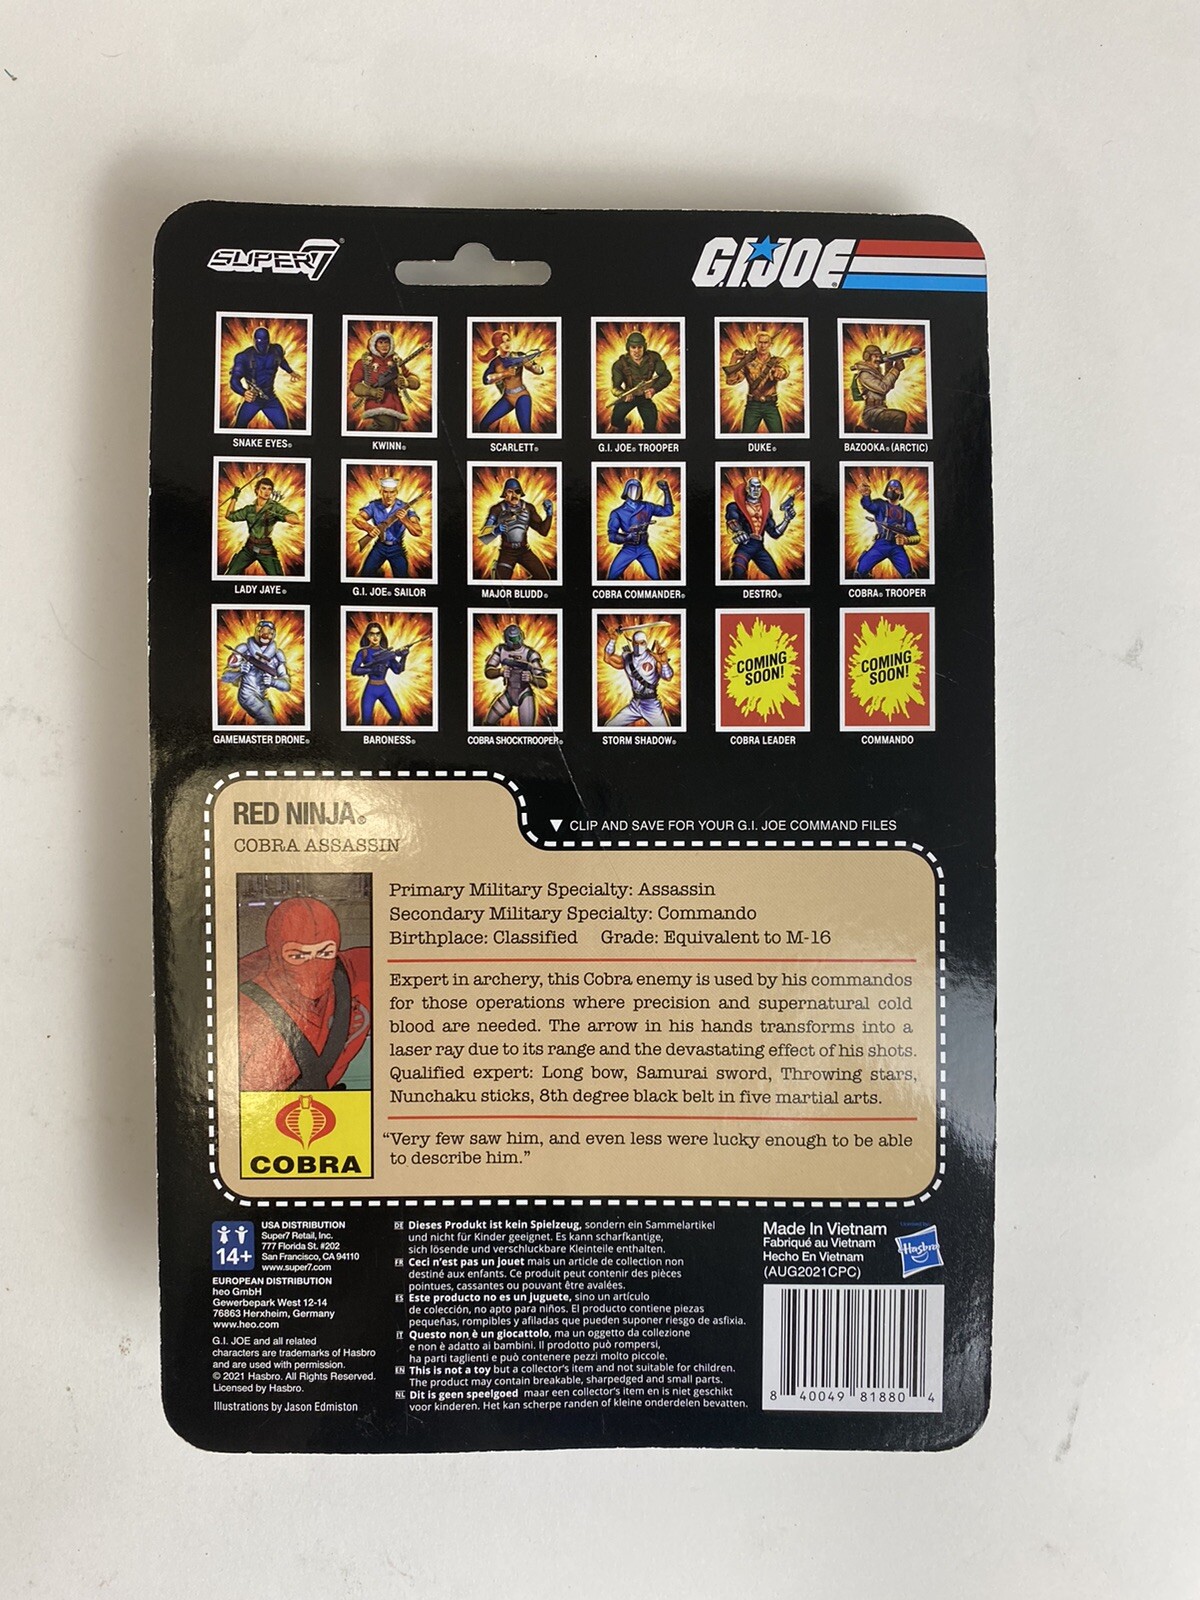 SUPER7®
G.I. JOE®
SNAKE EYES®
KWINN®
SCARLETT®
G.I. JOE® TROOPER
DUKE®
BAZOOKA® (ARCTIC)
LADY JAYE®
G.I. JOE® SAILOR
MAJOR BLUDD®
COBRA COMMANDER®
DESTRO®
COBRA® TROOPER
COMING
SOON!
COMING
SOON!
GAMEMASTER DRONE®
BARONESS®
COBRA SHOCKTROOPER®
STORM SHADOW®
COBRA LEADER
COMMANDO
RED NINJA®
COBRA ASSASSIN
▼ CLIP AND SAVE FOR YOUR G.I. JOE COMMAND FILES
Primary Military Specialty: Assassin
Secondary Military Specialty: Commando
Birthplace: Classified Grade: Equivalent to M-16
Expert in archery, this Cobra enemy is used by his commandos
for those operations where precision and supernatural cold
blood are needed. The arrow in his hands transforms into a
laser ray due to its range and the devastating effect of his shots.
Qualified expert: Long bow, Samurai sword, Throwing stars,
Nunchaku sticks, 8th degree black belt in five martial arts.
COBRA
“Very few saw him, and even less were lucky enough to be able
to describe him.”
14+
USA DISTRIBUTION
Super7 Retail, Inc.
777 Florida St. #202
San Francisco, CA 94110
www.super7.com
EUROPEAN DISTRIBUTION
heo GmbH
Gewerbepark West 12-14
76863 Herxheim, Germany
www.heo.com
G.I. JOE and all related
characters are trademarks of Hasbro
and are used with permission.
© 2021 Hasbro. All Rights Reserved.
Licensed by Hasbro.
Illustrations by Jason Edmiston
DE Dieses Produkt ist kein Spielzeug, sondern ein Sammelartikel
und nicht für Kinder geeignet. Es kann scharfkantige,
sich lösende und verschluckbare Kleinteile enthalten.
FR Ceci n'est pas un jouet mais un article de collection non
destiné aux enfants. Ce produit peut contenir des pièces
pointues, cassantes ou pouvant être avalées.
ES Este producto no es un juguete, sino un artículo
de colección, no apto para niños. El producto contiene piezas
pequeñas, rompibles y afiladas que pueden suponer riesgo de asfixia.
IT Questo non è un giocattolo, ma un oggetto da collezione
e non è adatto ai bambini. Il prodotto può rompersi,
ha parti taglienti e può contenere pezzi molto piccole.
EN This is not a toy but a collector's item and not suitable for children.
The product may contain breakable, sharpedged and small parts.
NL Dit is geen speelgoed maar een collector's item en is niet geschikt
voor kinderen. Het kan scherpe randen of kleine onderdelen bevatten.
Made In Vietnam
Fabriqué au Vietnam
Hecho En Vietnam
(AUG2021CPC)
Hasbro
8 40049 81880 4